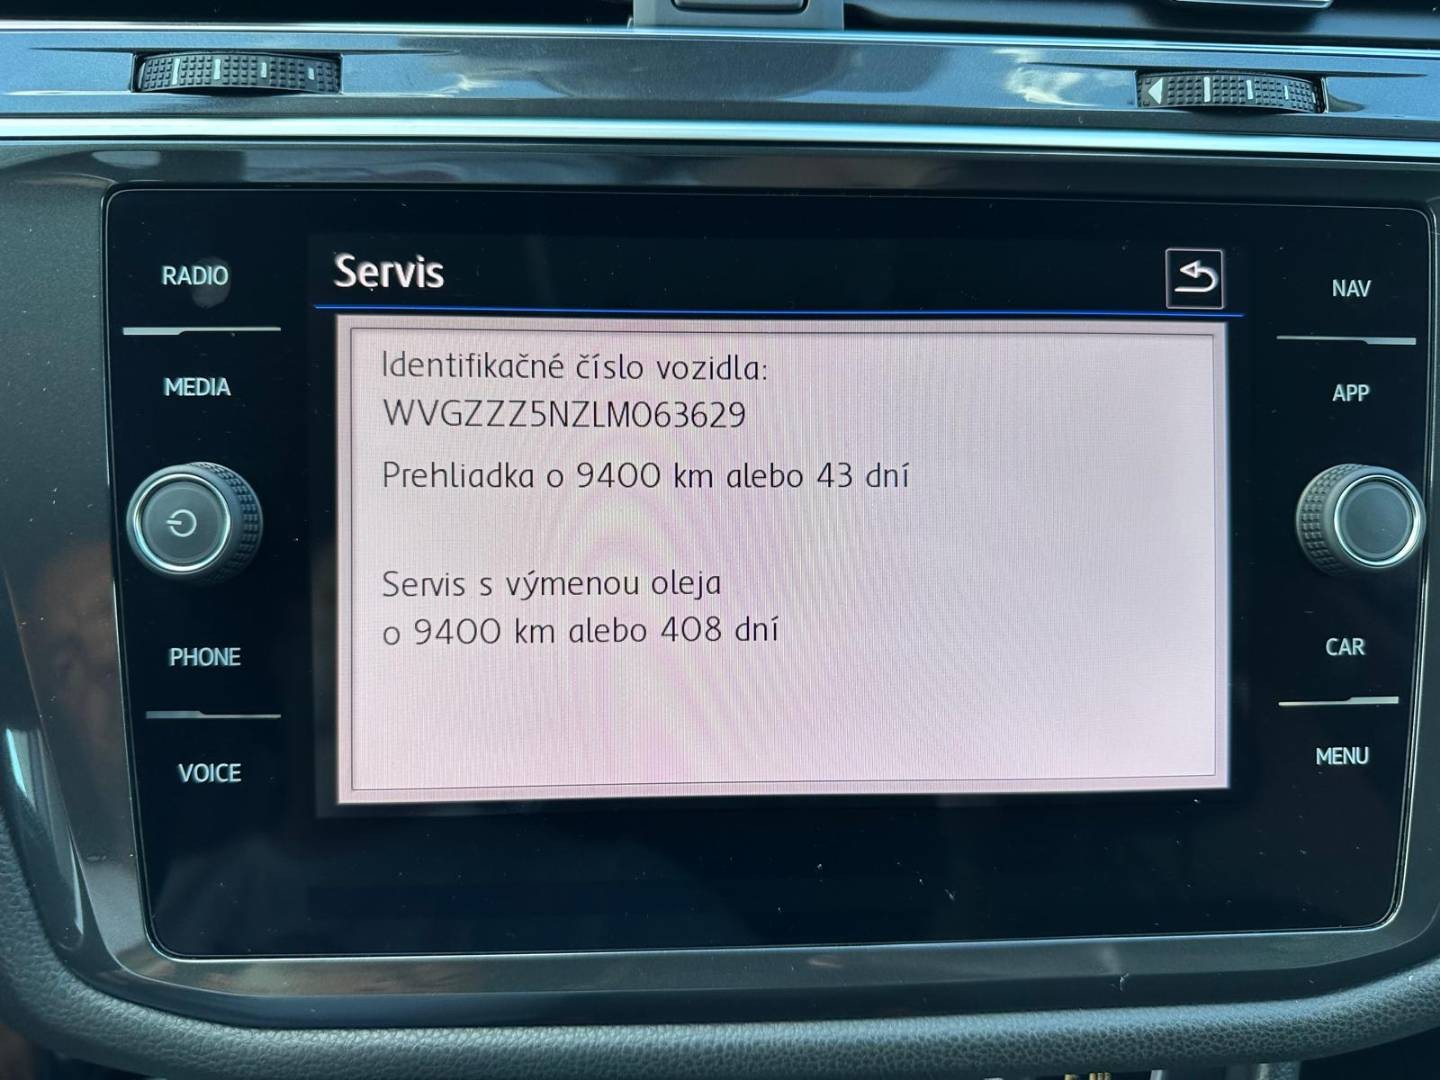 RADIO
MEDIA
PHONE
VOICE
Servis
Identifikačné číslo vozidla:
WVGZZZ5NZLM063629
Prehliadka o 9400 km alebo 43 dní
Servis s výmenou oleja
o 9400 km alebo 408 dní
NAV
APP
CAR
MENU